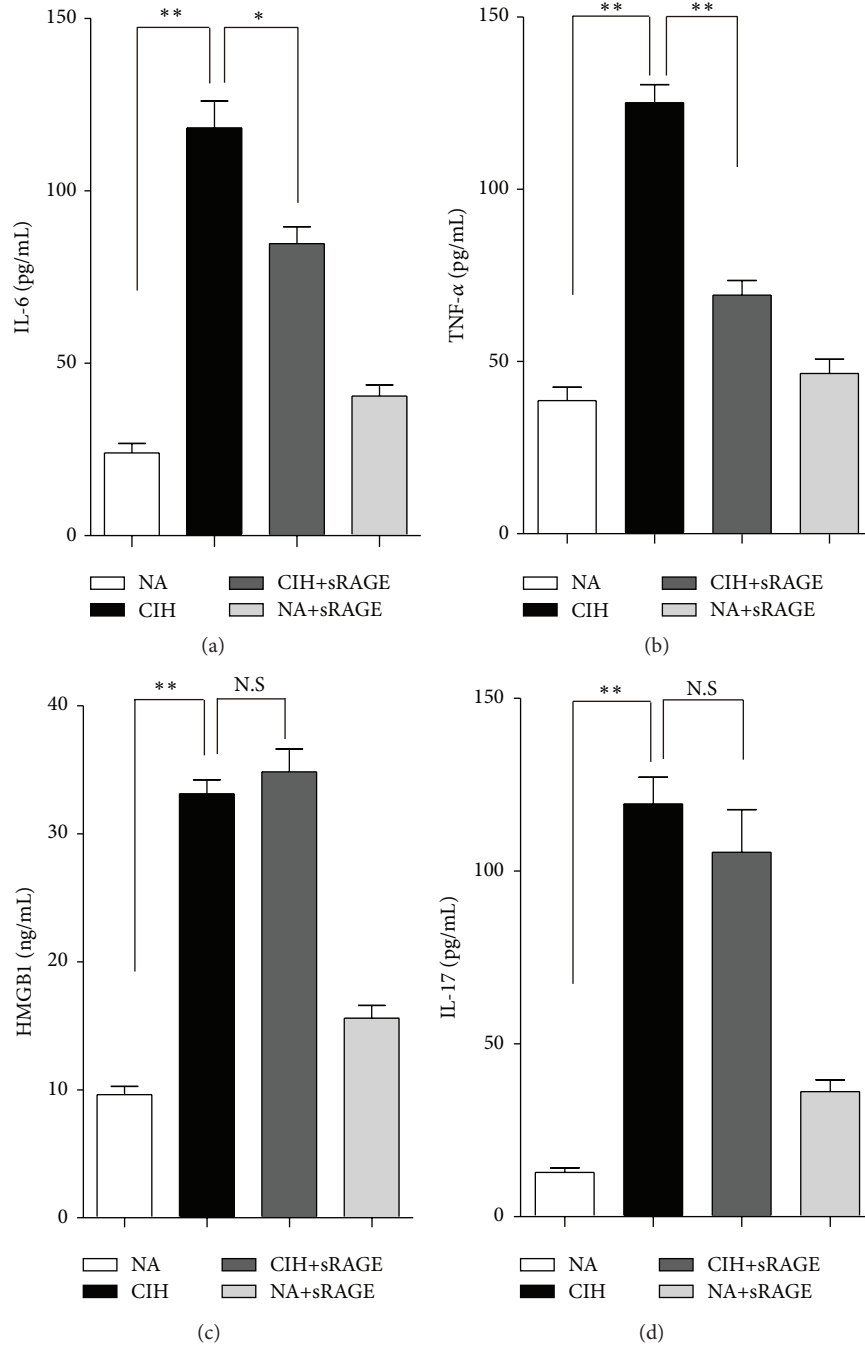 150
**
*
100
IL-6 (pg/mL)
50
0
NA
CIH+sRAGE
CIH
NA+sRAGE
(a)
150
**
**
100
TNF-α (pg/mL)
50
0
NA
CIH+sRAGE
CIH
NA+sRAGE
(b)
40
**
N.S
30
HMGB1 (ng/mL)
20
10
0
NA
CIH+sRAGE
CIH
NA+sRAGE
(c)
150
**
N.S
100
IL-17 (pg/mL)
50
0
NA
CIH+sRAGE
CIH
NA+sRAGE
(d)